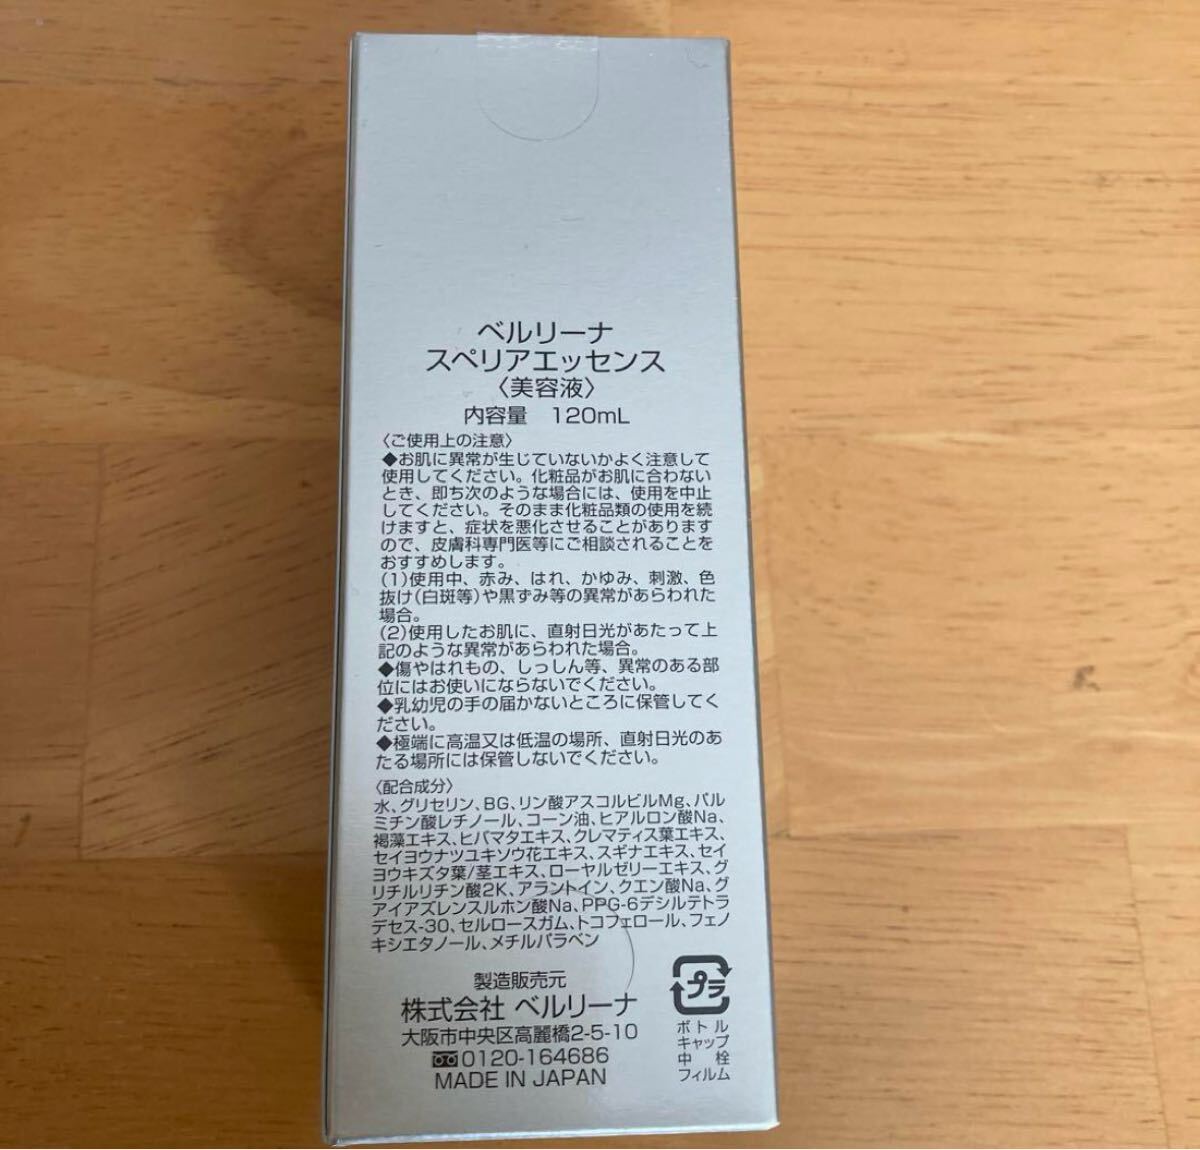 ベルリーナ
スペリアエッセンス
〈美容液〉
内容量 120mL
〈ご使用上の注意〉
◆お肌に異常が生じていないかよく注意して
使用してください。化粧品がお肌に合わない
とき、即ち次のような場合には、使用を中止
してください。そのまま化粧品類の使用を続
けますと、症状を悪化させることがあります
ので、皮膚科専門医等にご相談されることを
おすすめします。
(1)使用中、赤み、はれ、かゆみ、刺激、色
抜け(白斑等)や黒ずみ等の異常があらわれた
場合。
(2)使用したお肌に、直射日光があたって上
記のような異常があらわれた場合。
◆傷やはれもの、しっしん等、異常のある部
位にはお使いにならないでください。
◆乳幼児の手の届かないところに保管してく
ださい。
◆極端に高温又は低温の場所、直射日光のあ
たる場所には保管しないでください。
〈配合成分〉
水、グリセリン、BG、リン酸アスコルビルMg、パル
ミチン酸レチノール、コーン油、ヒアルロン酸Na、
褐藻エキス、ヒバマタエキス、クレマティス葉エキス、
セイヨウナツユキソウ花エキス、スギナエキス、セイ
ヨウキズタ葉/茎エキス、ローヤルゼリーエキス、グ
リチルリチン酸2K、アラントイン、クエン酸Na、グ
アイアズレンスルホン酸Na、PPG-6デシルテトラ
デセス-30、セルロースガム、トコフェロール、フェノ
キシエタノール、メチルパラベン
製造販売元
株式会社 ベルリーナ
大阪市中央区高麗橋2-5-10
0120-164686
MADE IN JAPAN
プラ
ボトル
キャップ
中栓
フィルム